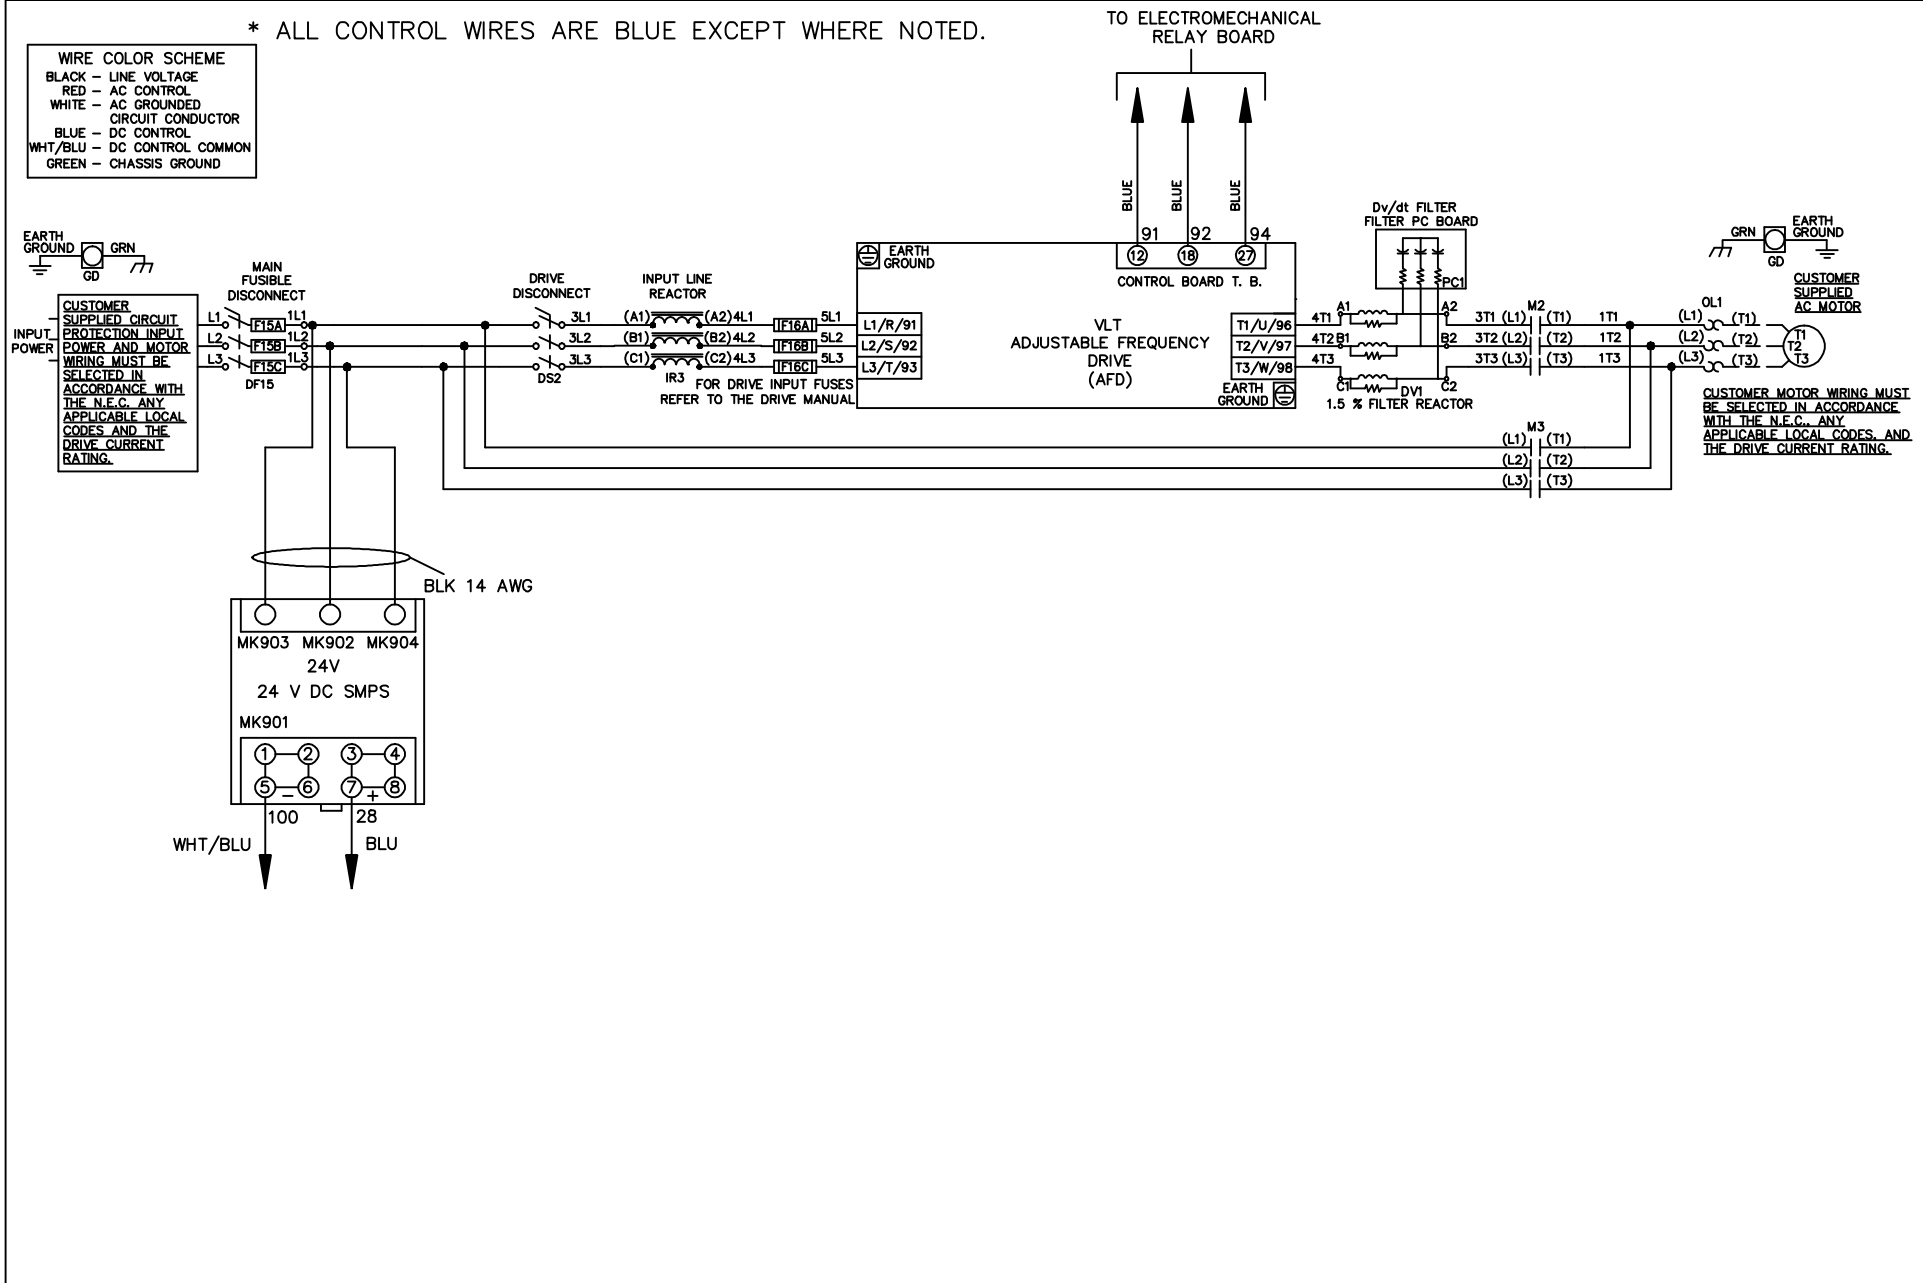 * ALL CONTROL WIRES ARE BLUE EXCEPT WHERE NOTED.
TO ELECTROMECHANICAL
RELAY BOARD
WIRE COLOR SCHEME
BLACK – LINE VOLTAGE
RED – AC CONTROL
WHITE – AC GROUNDED
CIRCUIT CONDUCTOR
BLUE – DC CONTROL
WHT/BLU – DC CONTROL COMMON
GREEN – CHASSIS GROUND
BLUE
BLUE
BLUE
91 92 94
12 18 27
CONTROL BOARD T. B.
EARTH
GROUND
GRN
GD
MAIN
FUSIBLE
DISCONNECT
DRIVE
DISCONNECT
INPUT LINE
REACTOR
EARTH
GROUND
Dv/dt FILTER
FILTER PC BOARD
PC1
GRN
EARTH
GROUND
GD
CUSTOMER
SUPPLIED
AC MOTOR
INPUT
POWER
CUSTOMER
SUPPLIED CIRCUIT
PROTECTION INPUT
POWER AND MOTOR
WIRING MUST BE
SELECTED IN
ACCORDANCE WITH
THE N.E.C. ANY
APPLICABLE LOCAL
CODES AND THE
DRIVE CURRENT
RATING.
L1 F15A 1L1
L2 F15B 1L2
L3 F15C 1L3
DF15
3L1
3L2
3L3
DS2
(A1) (A2) 4L1
(B1) (B2) 4L2
(C1) (C2) 4L3
IR3
F16A 5L1
F16B 5L2
F16C 5L3
FOR DRIVE INPUT FUSES
REFER TO THE DRIVE MANUAL
L1/R/91
L2/S/92
L3/T/93
VLT
ADJUSTABLE FREQUENCY
DRIVE
(AFD)
T1/U/96
T2/V/97
T3/W/98
EARTH
GROUND
4T1 A1 A2
4T2 B1 B2
4T3 C1 C2
DV1
1.5 % FILTER REACTOR
M2
3T1 (L1) (T1) 1T1
3T2 (L2) (T2) 1T2
3T3 (L3) (T3) 1T3
OL1
(L1) (T1)
(L2) (T2)
(L3) (T3)
T1
T2
T3
CUSTOMER MOTOR WIRING MUST
BE SELECTED IN ACCORDANCE
WITH THE N.E.C., ANY
APPLICABLE LOCAL CODES, AND
THE DRIVE CURRENT RATING.
M3
(L1) (T1)
(L2) (T2)
(L3) (T3)
BLK 14 AWG
MK903 MK902 MK904
24V
24 V DC SMPS
MK901
1 2 3 4
5 – 6 7 + 8
100 28
WHT/BLU BLU